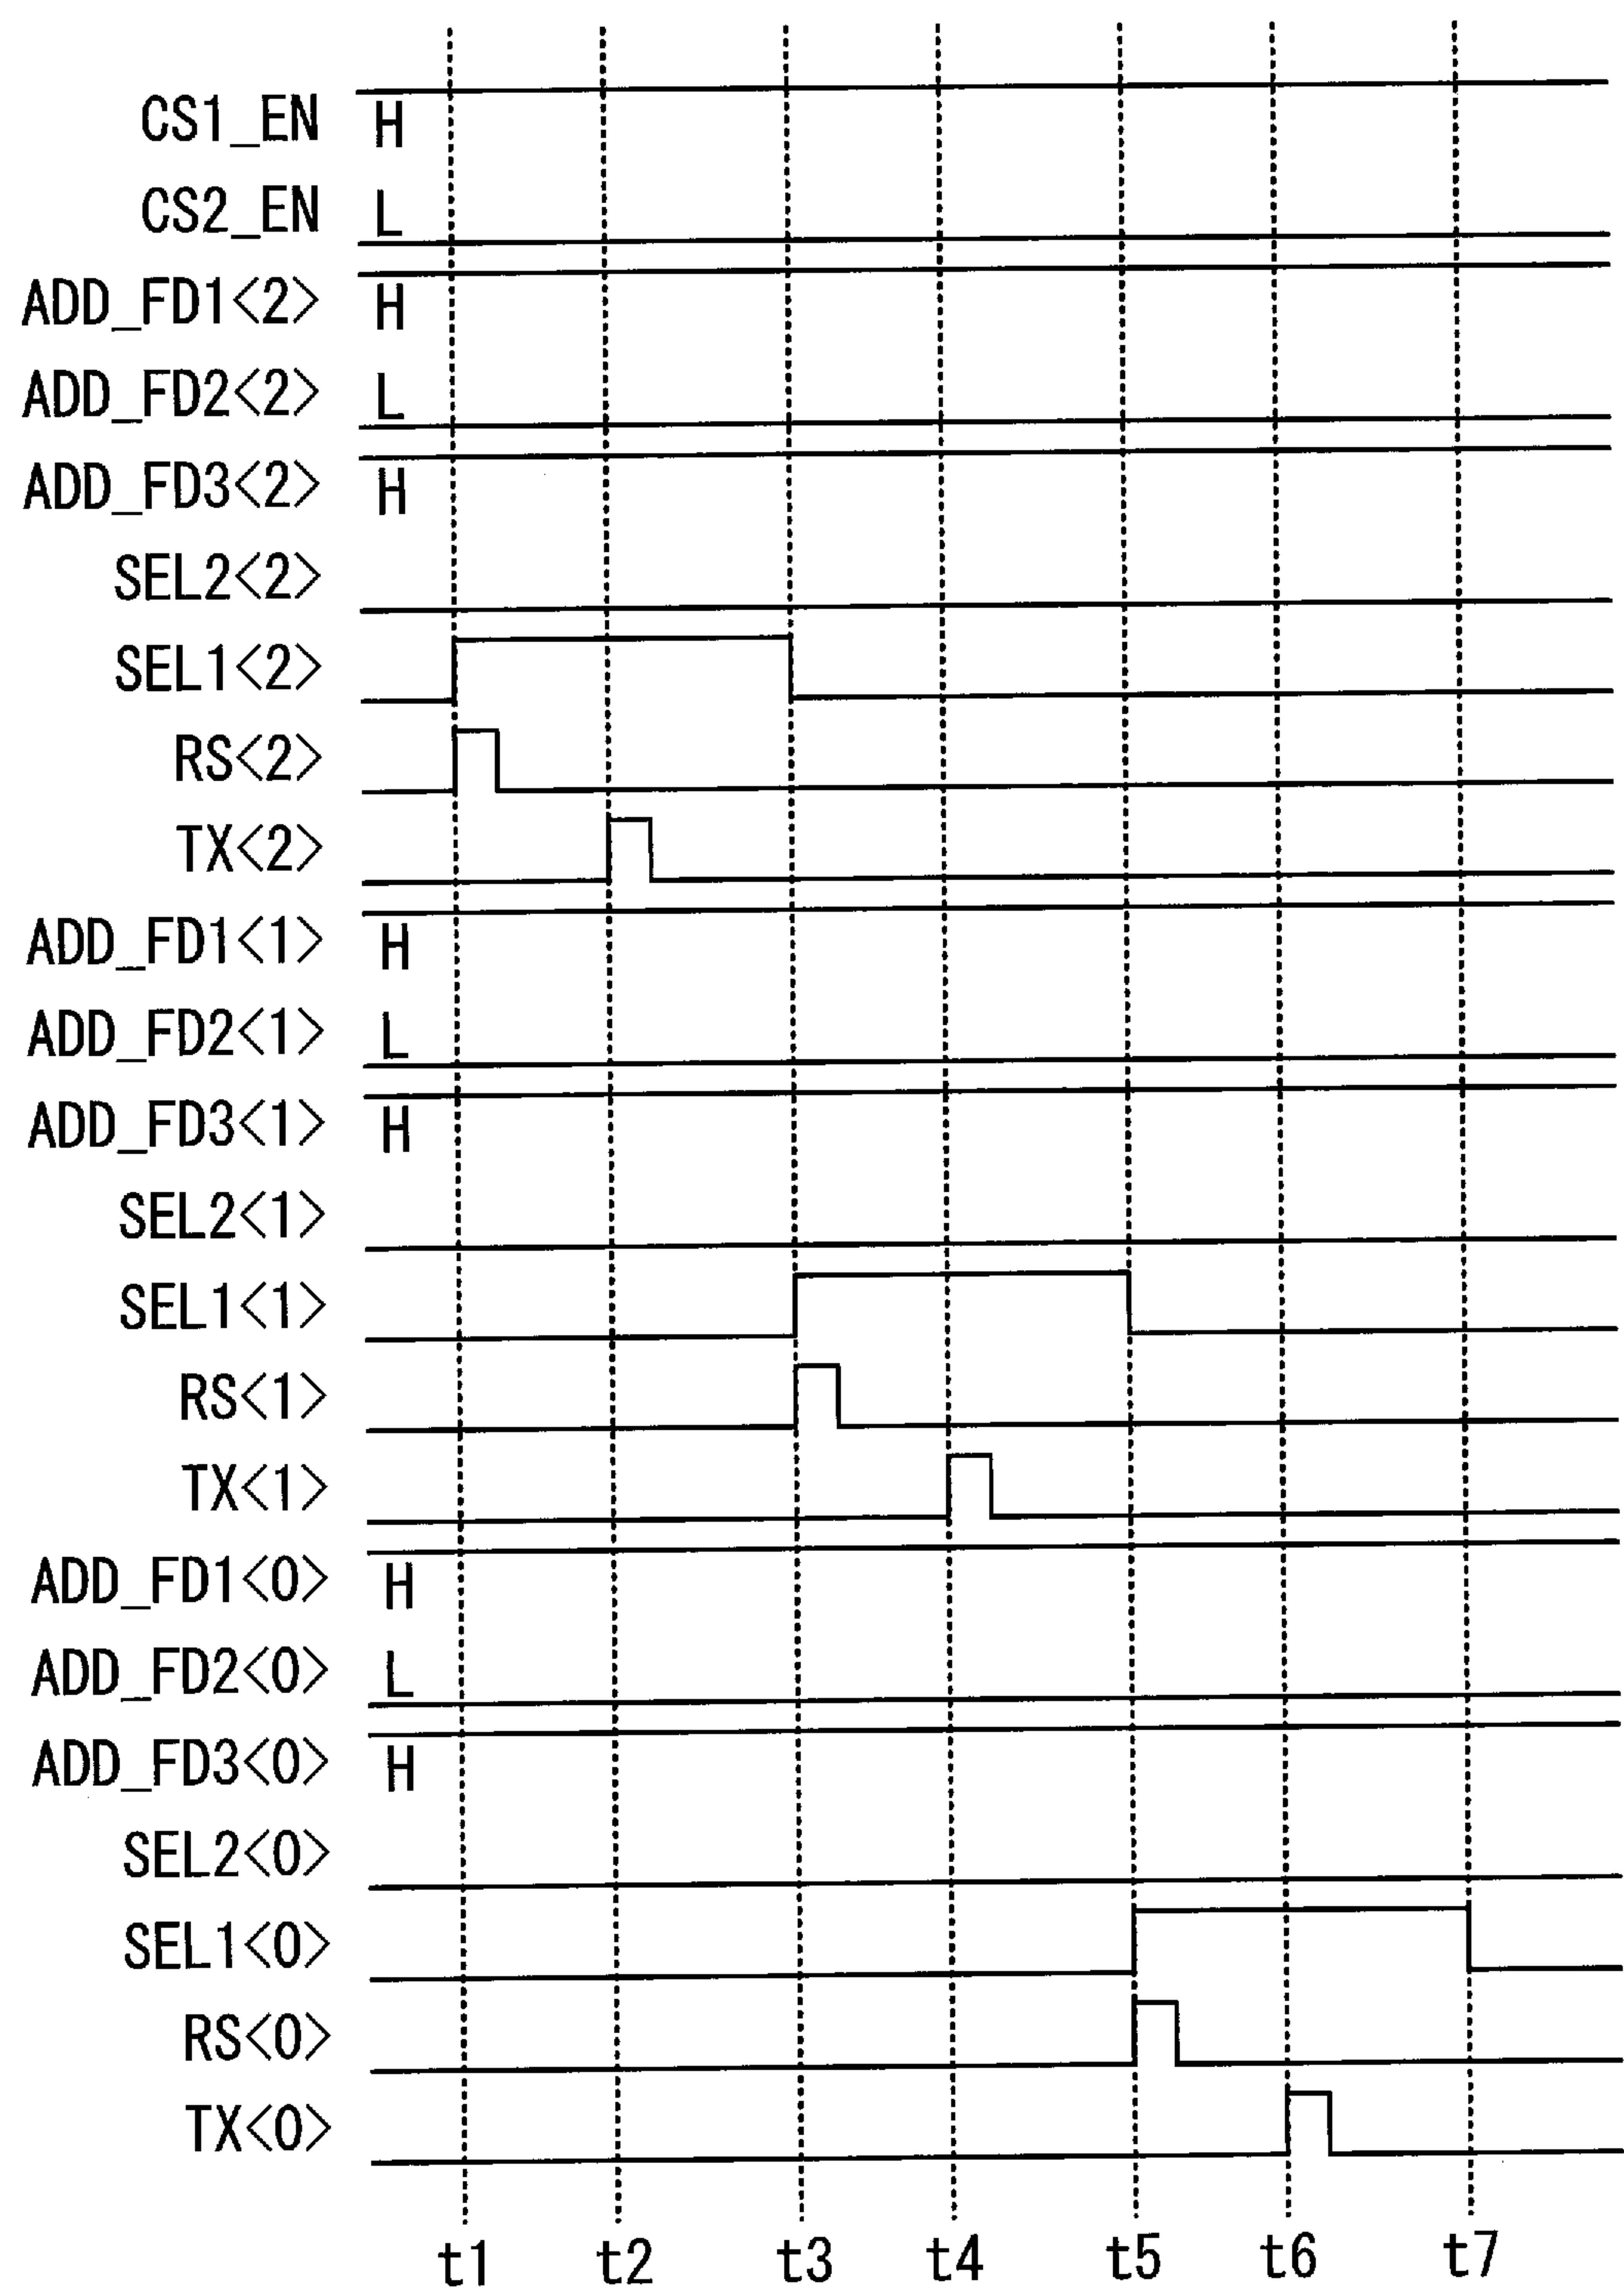 CS1_EN H
CS2_EN L
ADD_FD1<2> H
ADD_FD2<2> L
ADD_FD3<2> H
SEL2<2>
SEL1<2>
RS<2>
TX<2>
ADD_FD1<1> H
ADD_FD2<1> L
ADD_FD3<1> H
SEL2<1>
SEL1<1>
RS<1>
TX<1>
ADD_FD1<0> H
ADD_FD2<0> L
ADD_FD3<0> H
SEL2<0>
SEL1<0>
RS<0>
TX<0>
t1 t2 t3 t4 t5 t6 t7